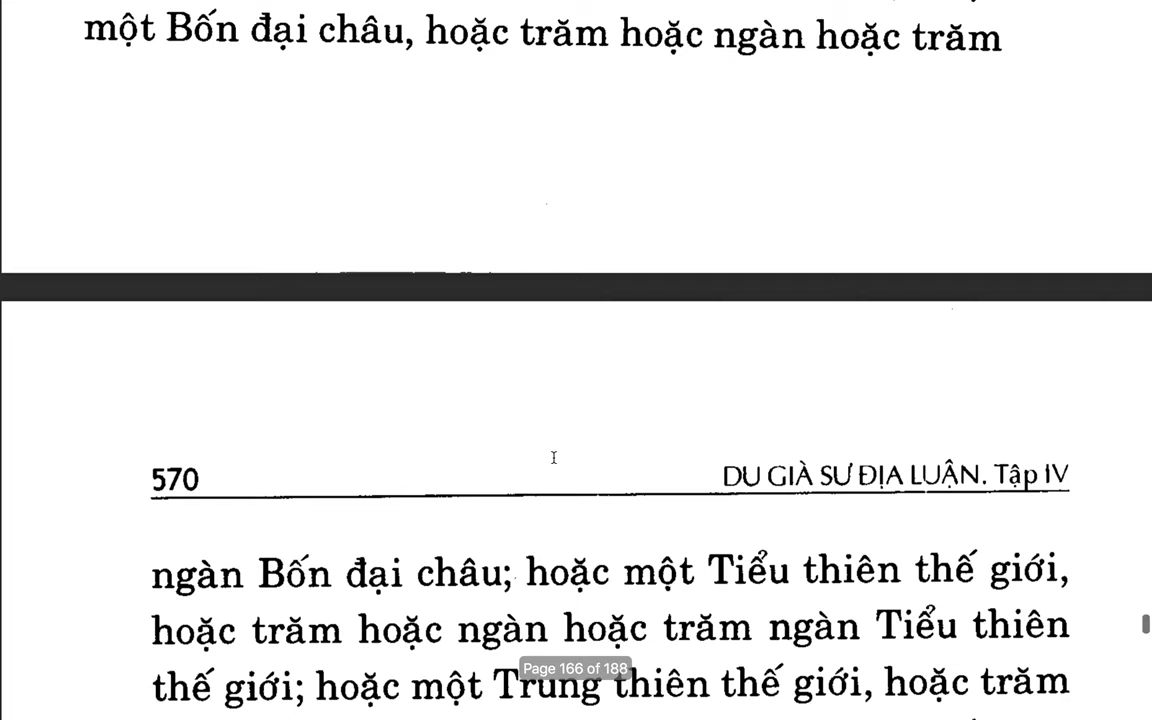 một Bốn đại châu, hoặc trăm hoặc ngàn hoặc trăm
570 DU GIÀ SƯ ĐỊA LUẬN. Tập IV
ngàn Bốn đại châu; hoặc một Tiểu thiên thế giới,
hoặc trăm hoặc ngàn hoặc trăm ngàn Tiểu thiên
Page 166 of 188
thế giới; hoặc một Trung thiên thế giới, hoặc trăm